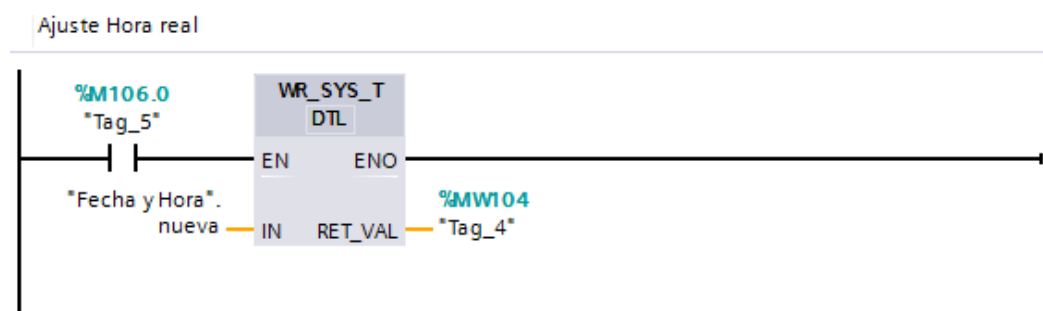 Ajuste Hora real
%M106.0
"Tag_5"
WR_SYS_T
DTL
EN
ENO
"Fecha y Hora".
nueva
IN
RET_VAL
%MW104
"Tag_4"